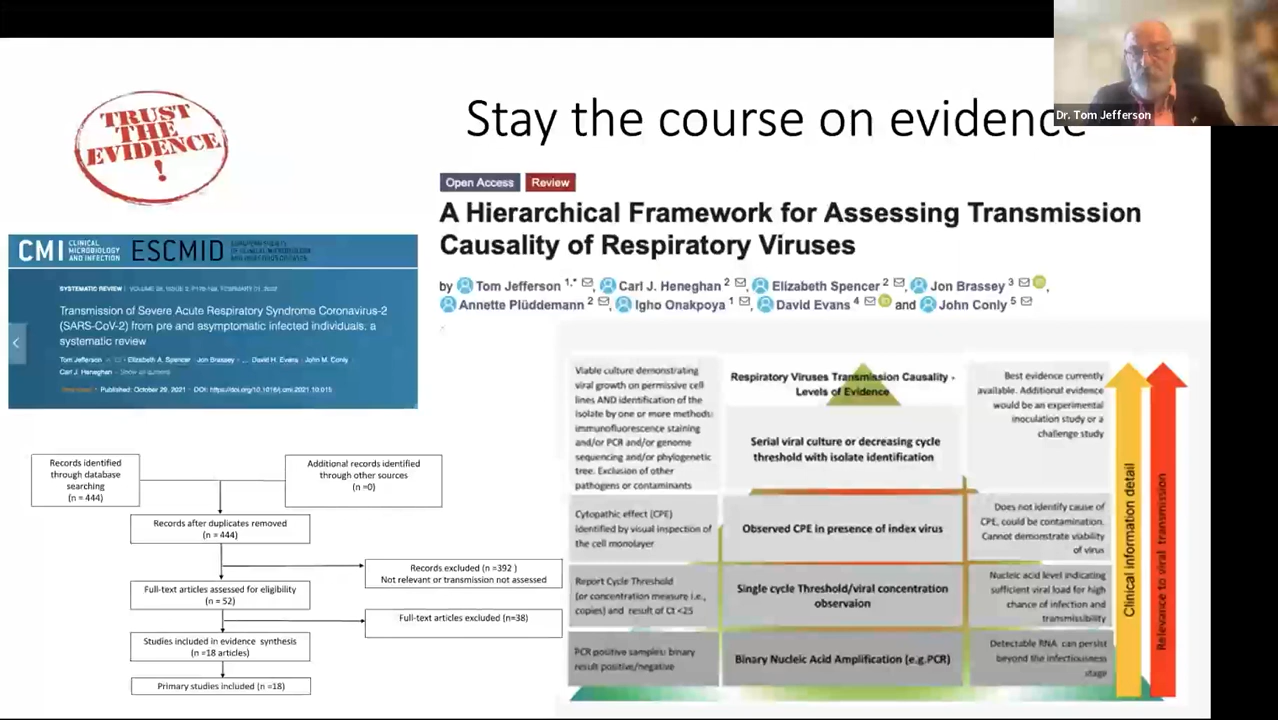 Dr. Tom Jefferson
TRUST
THE
EVIDENCE
!
Stay the course on evidence
Open Access
Review
A Hierarchical Framework for Assessing Transmission
Causality of Respiratory Viruses
by Tom Jefferson 1,* , Carl J. Heneghan 2 , Elizabeth Spencer 2 , Jon Brassey 3 ,
Annette Plüddemann 2 , Igho Onakpoya 1 , David Evans 4 and John Conly 5
CMI CLINICAL
MICROBIOLOGY
AND INFECTION
ESCMID
SYSTEMATIC REVIEW
Transmission of Severe Acute Respiratory Syndrome Coronavirus-2
(SARS-CoV-2) from pre and asymptomatic infected individuals: a
systematic review
Tom Jefferson • Elizabeth A. Spencer • Jon Brassey • ... David H. Evans • John M. Conly •
Carl J. Heneghan • Show all authors
Published: October 29, 2021 • DOI: https://doi.org/10.1016/j.cmi.2021.10.015
Records identified
through database
searching
(n = 444)
Additional records identified
through other sources
(n =0)
Records after duplicates removed
(n = 444)
Records excluded (n =392 )
Not relevant or transmission not assessed
Full-text articles assessed for eligibility
(n = 52)
Full-text articles excluded (n=38)
Studies included in evidence synthesis
(n =18 articles)
Primary studies included (n =18)
Respiratory Viruses Transmission Causality -
Levels of Evidence
Viable culture demonstrating
viral growth on permissive cell
lines AND identification of the
isolate by one or more methods:
immunofluorescence staining
and/or PCR and/or genome
sequencing and/or phylogenetic
tree. Exclusion of other
pathogens or contaminants
Serial viral culture or decreasing cycle
threshold with isolate identification
Best evidence currently
available. Additional evidence
would be an experimental
inoculation study or a
challenge study
Cytopathic effect (CPE)
identified by visual inspection of
the cell monolayer
Observed CPE in presence of index virus
Does not identify cause of
CPE, could be contamination.
Cannot demonstrate viability
of virus
Report Cycle Threshold
(or concentration measure i.e.,
copies) and result of Ct <25
Single cycle Threshold/viral concentration
observaion
Nucleic acid level indicating
sufficient viral load for high
chance of infection and
transmissibility
PCR positive samples: binary
result positive/negative
Binary Nucleic Acid Amplification (e.g.PCR)
Detectable RNA can persist
beyond the infectiousness
stage
Clinical information detail
Relevance to viral transmission